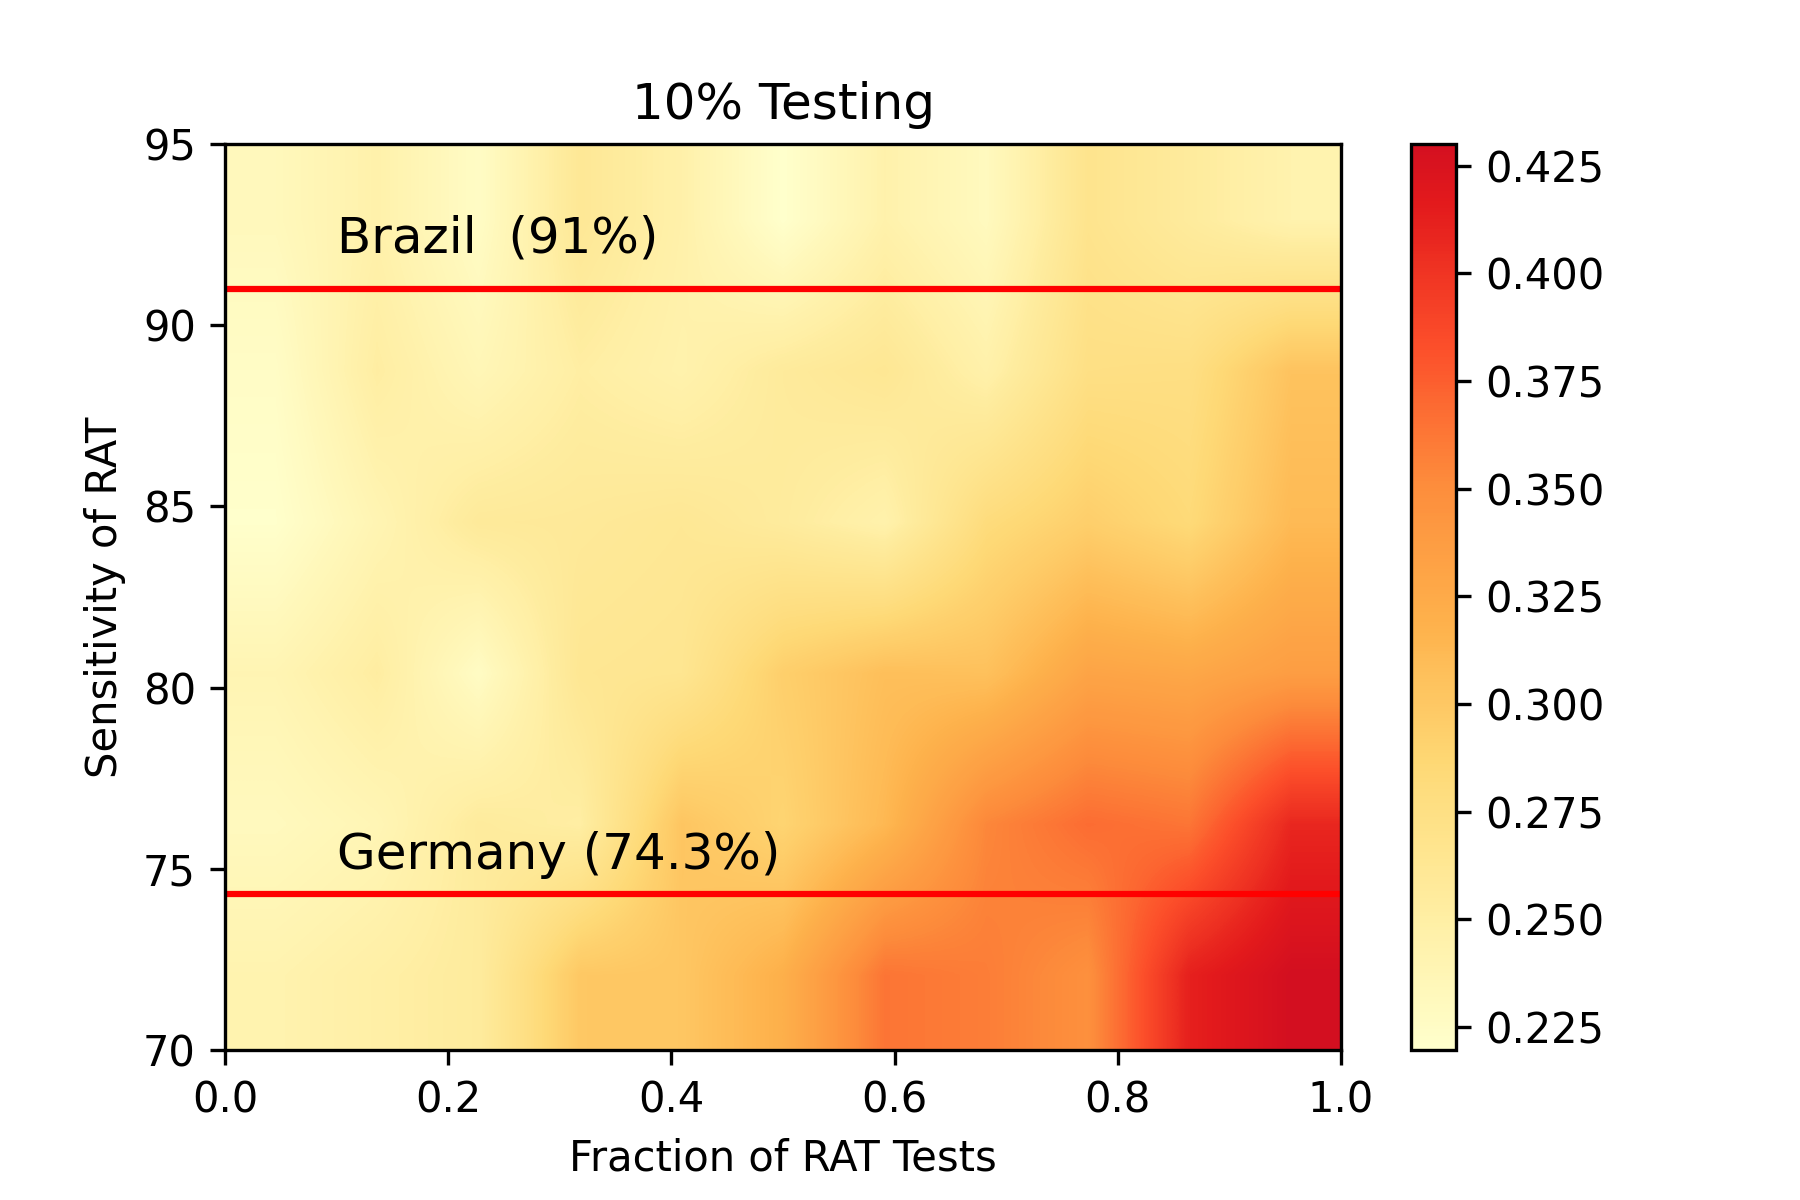 10% Testing
95
90
85
80
75
70
Sensitivity of RAT
Brazil  (91%)
Germany (74.3%)
0.0 0.2 0.4 0.6 0.8 1.0
Fraction of RAT Tests
0.425
0.400
0.375
0.350
0.325
0.300
0.275
0.250
0.225